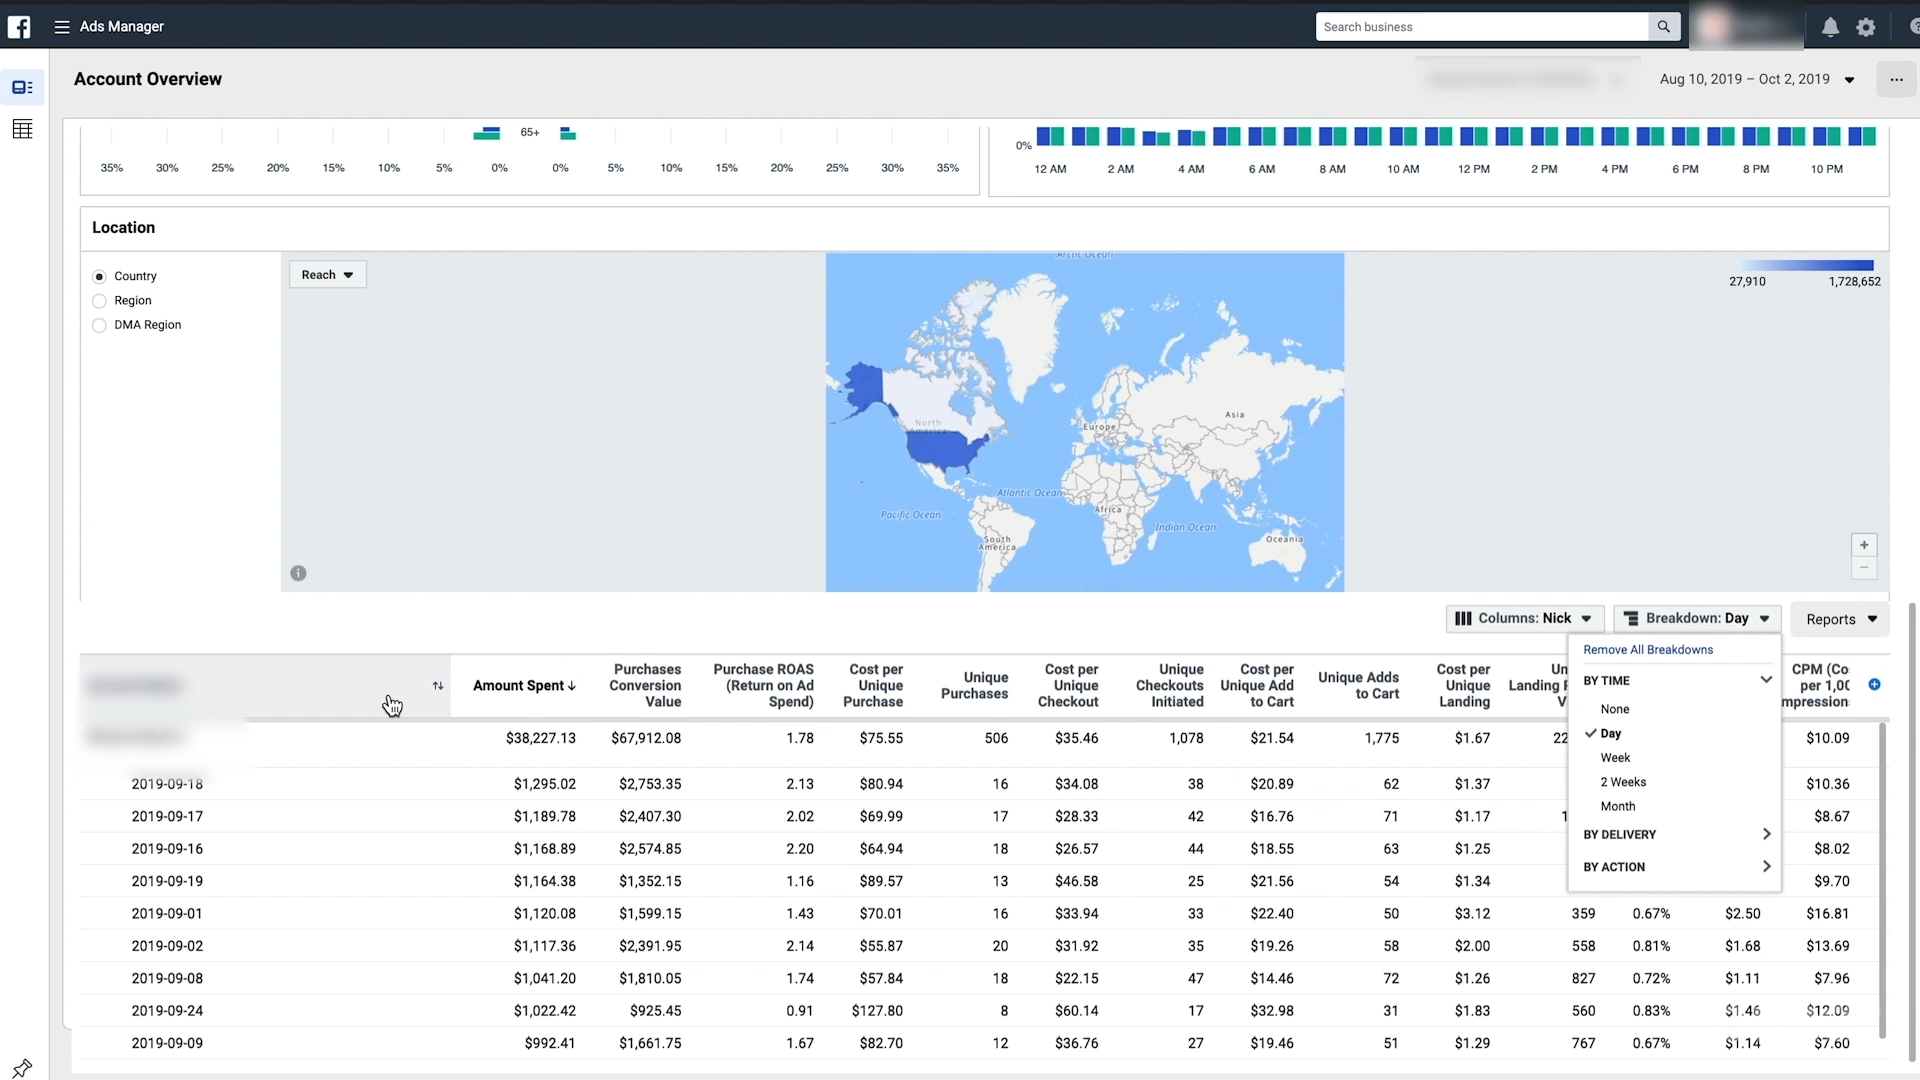 Ads Manager
Search business
Account Overview
Aug 10, 2019 – Oct 2, 2019
65+
35% 30% 25% 20% 15% 10% 5% 0% 0% 5% 10% 15% 20% 25% 30% 35%
0%
12 AM 2 AM 4 AM 6 AM 8 AM 10 AM 12 PM 2 PM 4 PM 6 PM 8 PM 10 PM
Location
Country
Region
DMA Region
Reach
27,910 1,728,652
Arctic Ocean
North
America
Europe
Asia
Atlantic Ocean
Pacific Ocean
Africa
Indian Ocean
South
America
Oceania
Columns: Nick
Breakdown: Day
Reports
Remove All Breakdowns
BY TIME
None
Day
Week
2 Weeks
Month
BY DELIVERY
BY ACTION
Amount Spent
Purchases
Conversion
Value
Purchase ROAS
(Return on Ad
Spend)
Cost per
Unique
Purchase
Unique
Purchases
Cost per
Unique
Checkout
Unique
Checkouts
Initiated
Cost per
Unique Add
to Cart
Unique Adds
to Cart
Cost per
Unique
Landing
Un
Landing
CPM (Co
per 1,00
mpression
$38,227.13 $67,912.08 1.78 $75.55 506 $35.46 1,078 $21.54 1,775 $1.67 22 $10.09
2019-09-18 $1,295.02 $2,753.35 2.13 $80.94 16 $34.08 38 $20.89 62 $1.37 $10.36
2019-09-17 $1,189.78 $2,407.30 2.02 $69.99 17 $28.33 42 $16.76 71 $1.17 1 $8.67
2019-09-16 $1,168.89 $2,574.85 2.20 $64.94 18 $26.57 44 $18.55 63 $1.25 $8.02
2019-09-19 $1,164.38 $1,352.15 1.16 $89.57 13 $46.58 25 $21.56 54 $1.34 $9.70
2019-09-01 $1,120.08 $1,599.15 1.43 $70.01 16 $33.94 33 $22.40 50 $3.12 359 0.67% $2.50 $16.81
2019-09-02 $1,117.36 $2,391.95 2.14 $55.87 20 $31.92 35 $19.26 58 $2.00 558 0.81% $1.68 $13.69
2019-09-08 $1,041.20 $1,810.05 1.74 $57.84 18 $22.15 47 $14.46 72 $1.26 827 0.72% $1.11 $7.96
2019-09-24 $1,022.42 $925.45 0.91 $127.80 8 $60.14 17 $32.98 31 $1.83 560 0.83% $1.46 $12.09
2019-09-09 $992.41 $1,661.75 1.67 $82.70 12 $36.76 27 $19.46 51 $1.29 767 0.67% $1.14 $7.60